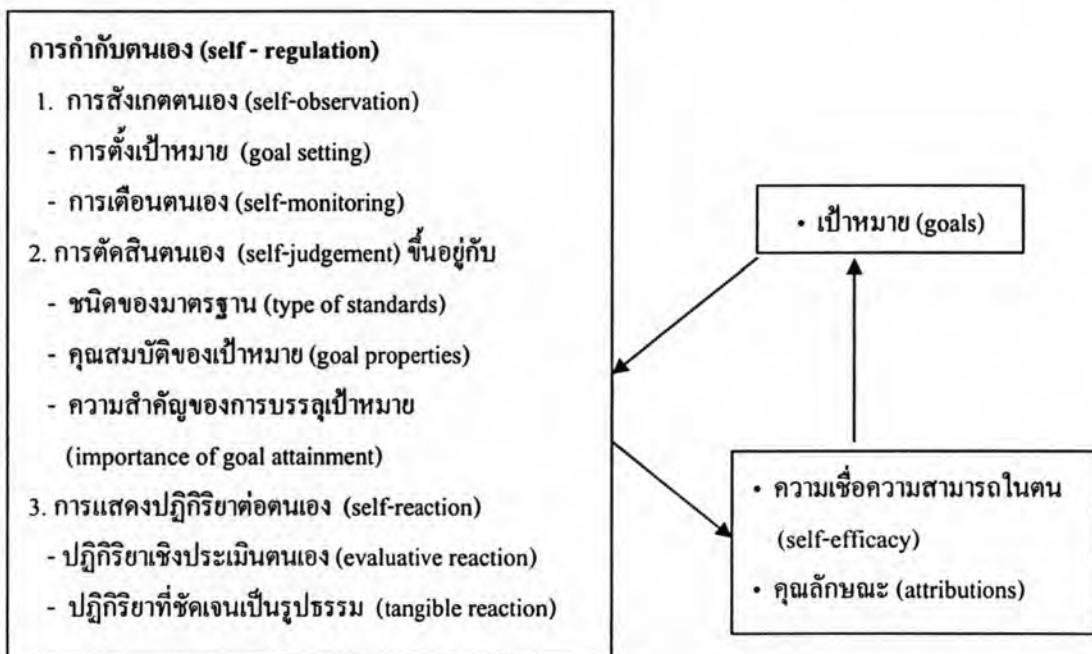 การกำกับตนเอง (self - regulation)
1. การสังเกตตนเอง (self-observation)
- การตั้งเป้าหมาย (goal setting)
- การเตือนตนเอง (self-monitoring)
2. การตัดสินตนเอง (self-judgement) ขึ้นอยู่กับ
- ชนิดของมาตรฐาน (type of standards)
- คุณสมบัติของเป้าหมาย (goal properties)
- ความสำคัญของการบรรลุเป้าหมาย
(importance of goal attainment)
3. การแสดงปฏิกิริยาต่อตนเอง (self-reaction)
- ปฏิกิริยาเชิงประเมินตนเอง (evaluative reaction)
- ปฏิกิริยาที่ชัดเจนเป็นรูปธรรม (tangible reaction)
• เป้าหมาย (goals)
• ความเชื่อความสามารถในตน
(self-efficacy)
• คุณลักษณะ (attributions)